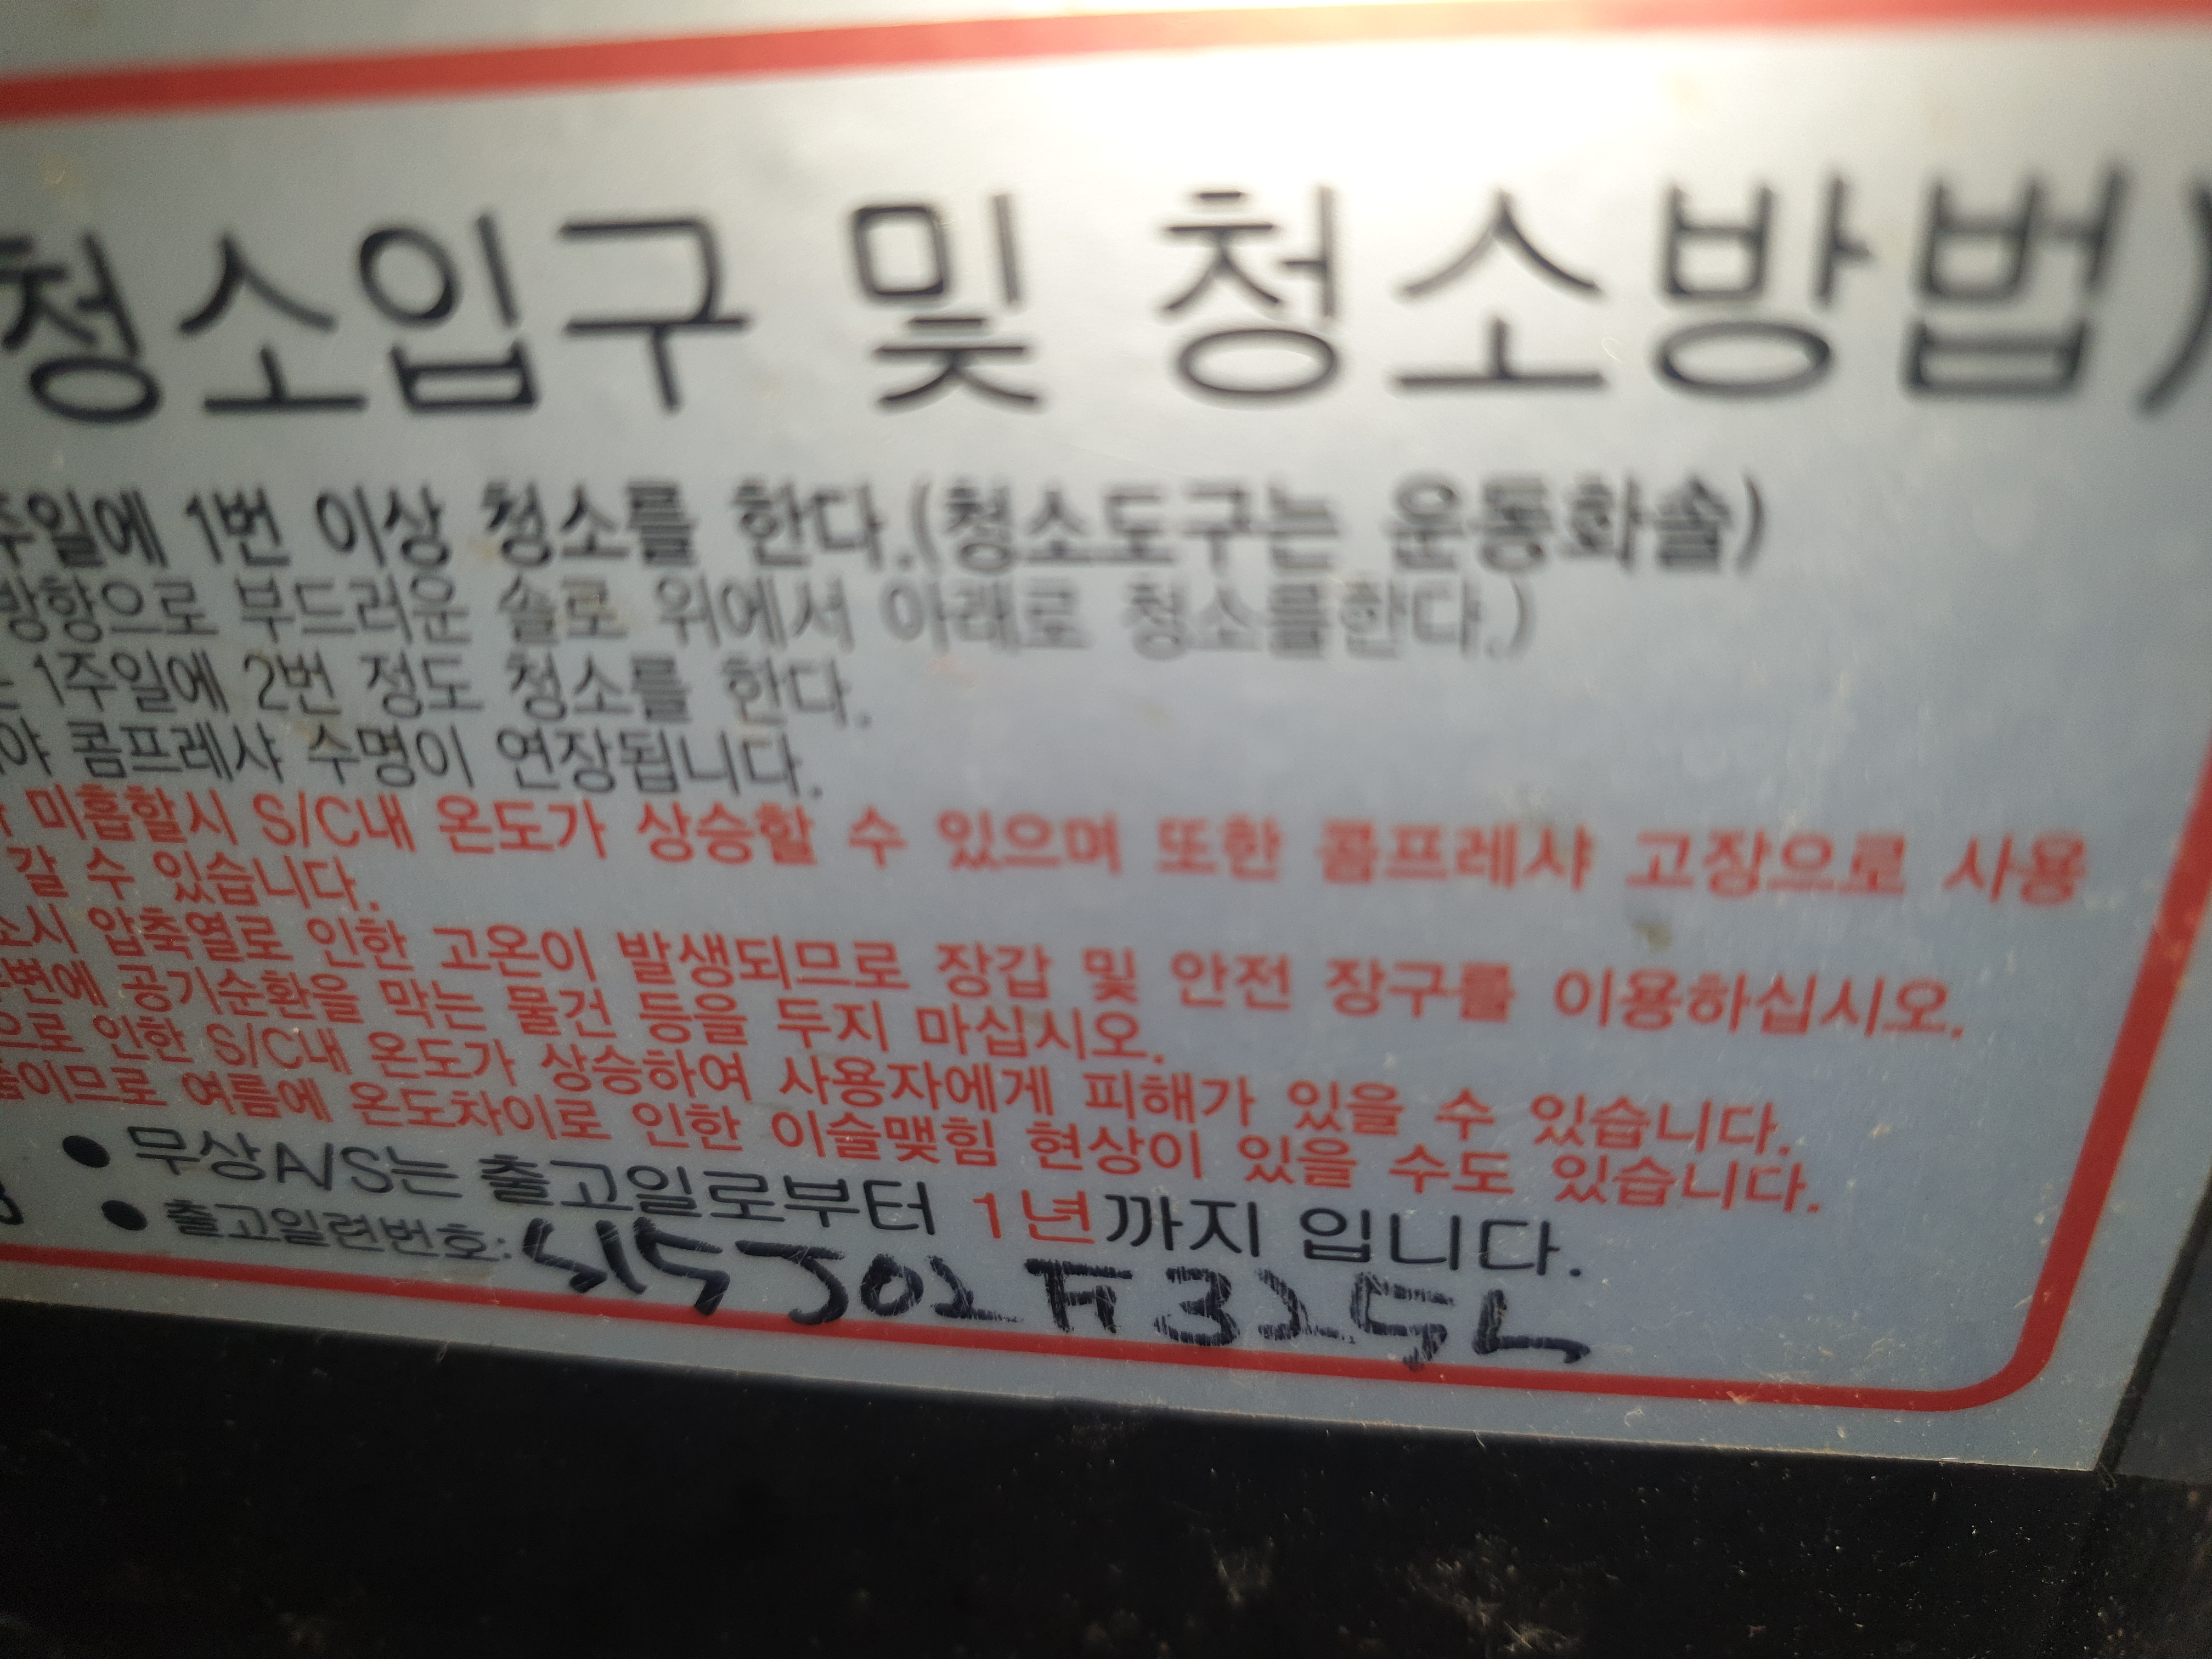 청소입구 및 청소방법)
주일에 1번 이상 청소를 한다.(청소도구는 운동화솔)
방향으로 부드러운 솔로 위에서 아래로 청소를한다.)
1주일에 2번 정도 청소를 한다.
야 콤프레샤 수명이 연장됩니다.
미흡할시 S/C내 온도가 상승할 수 있으며 또한 콤프레샤 고장으로 사용
갈 수 있습니다.
소시 압축열로 인한 고온이 발생되므로 장갑 및 안전 장구를 이용하십시오.
주변에 공기순환을 막는 물건 등을 두지 마십시오.
으로 인한 S/C내 온도가 상승하여 사용자에게 피해가 있을 수 있습니다.
품이므로 여름에 온도차이로 인한 이슬맺힘 현상이 있을 수도 있습니다.
● 무상A/S는 출고일로부터 1년까지 입니다.
● 출고일련번호: